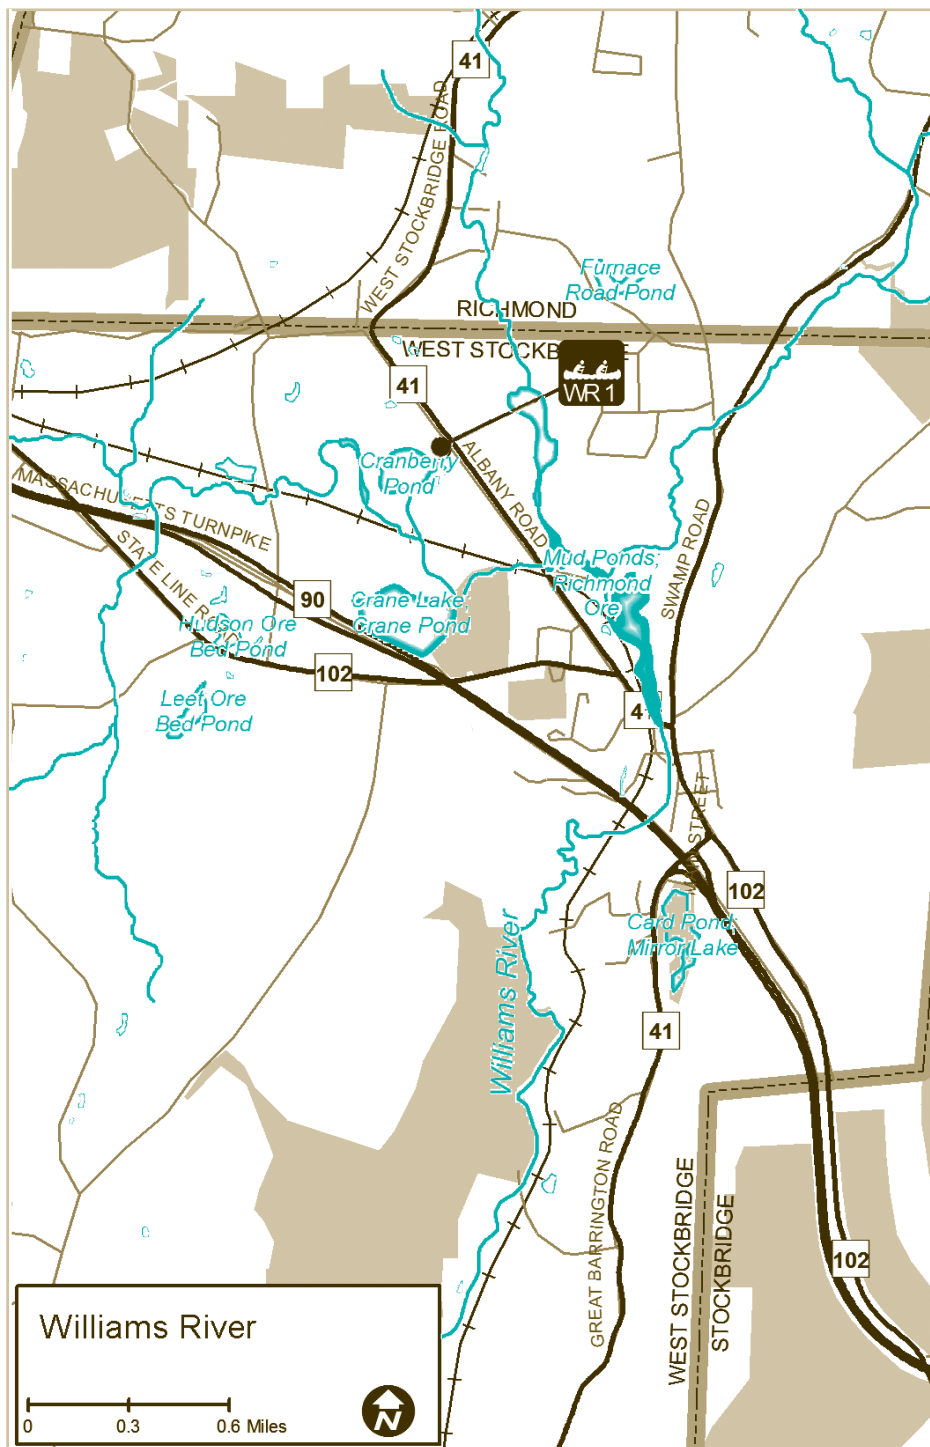 41
WEST STOCKBRIDGE ROAD
Furnace
Road Pond
RICHMOND
WEST STOCKBRIDGE
WR 1
41
ALBANY ROAD
Cranberry
Pond
MASSACHUSETTS TURNPIKE
STATE LINE ROAD
SWAMP ROAD
Mud Ponds;
Richmond
Ore
90
Crane Lake;
Crane Pond
Hudson Ore
Bed Pond
102
Leet Ore
Bed Pond
41
MAIN STREET
102
Card Pond;
Mirror Lake
Williams River
41
GREAT BARRINGTON ROAD
WEST STOCKBRIDGE
STOCKBRIDGE
102
Williams River
N
0 0.3 0.6 Miles